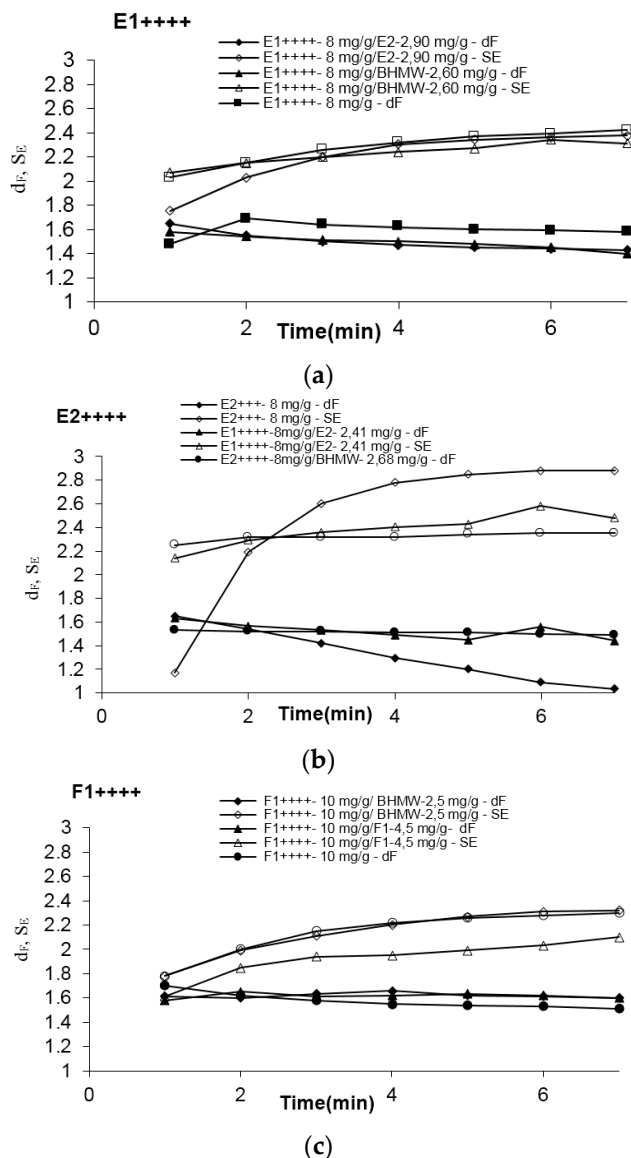 E1++++
E1++++- 8 mg/g/E2-2,90 mg/g - dF
E1++++- 8 mg/g/E2-2,90 mg/g - SE
E1++++- 8 mg/g/BHMW-2,60 mg/g - dF
E1++++- 8 mg/g/BHMW-2,60 mg/g - SE
E1++++- 8 mg/g - dF
3
2.8
2.6
2.4
2.2
2
1.8
1.6
1.4
1.2
1
dF, SE
0 2 4 6
Time(min)
(a)
E2++++
E2+++- 8 mg/g - dF
E2+++- 8 mg/g - SE
E1++++-8mg/g/E2- 2,41 mg/g - dF
E1++++-8mg/g/E2- 2,41 mg/g - SE
E2++++-8mg/g/BHMW- 2,68 mg/g - dF
3
2.8
2.6
2.4
2.2
2
1.8
1.6
1.4
1.2
1
dF, SE
0 2 4 6
Time(min)
(b)
F1++++
F1++++- 10 mg/g/ BHMW-2,5 mg/g - dF
F1++++- 10 mg/g/ BHMW-2,5 mg/g - SE
F1++++- 10 mg/g/F1-4,5 mg/g- dF
F1++++- 10 mg/g/F1-4,5 mg/g - SE
F1++++- 10 mg/g - dF
3
2.8
2.6
2.4
2.2
2
1.8
1.6
1.4
1.2
1
dF, SE
0 2 4 6
Time(min)
(c)